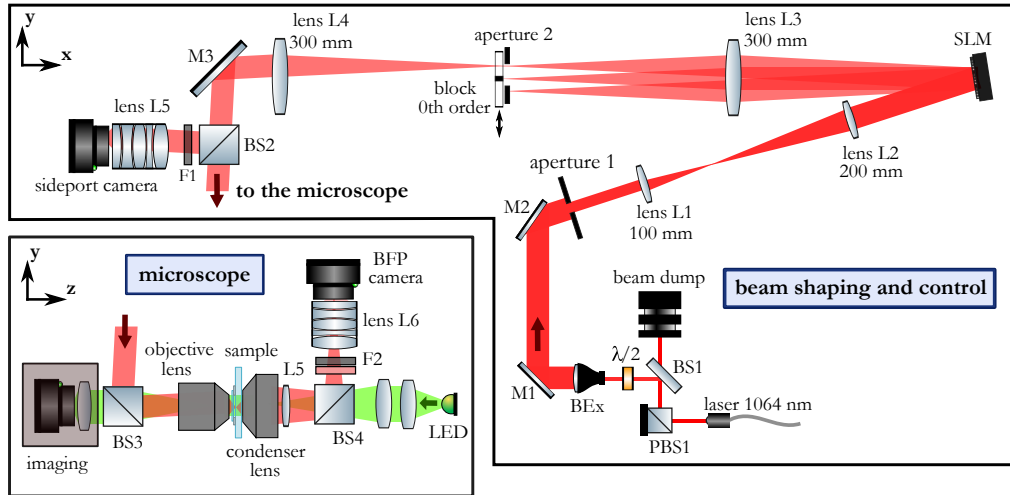 y
x
M3
lens L4
300 mm
aperture 2
block
0th order
lens L3
300 mm
SLM
lens L5
BS2
sideport camera
F1
to the microscope
aperture 1
lens L2
200 mm
lens L1
100 mm
M2
y
z
microscope
BFP
camera
lens L6
F2
objective
lens
sample
L5
BS3
BS4
LED
imaging
condenser
lens
beam shaping and control
beam dump
λ/2
BS1
M1
BEx
laser 1064 nm
PBS1